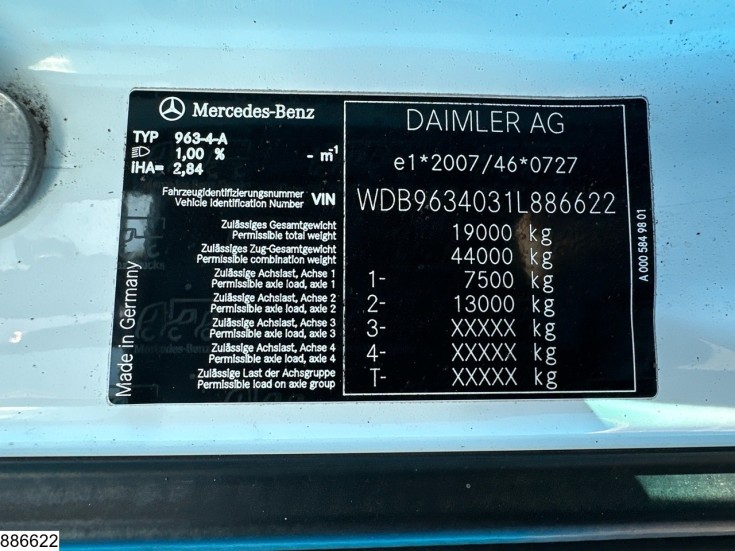 Mercedes-Benz
DAIMLER AG
TYP 963-4-A
1,00 % - m-1
iHA= 2,84
e1*2007/46*0727
Fahrzeugidentifizierungsnummer
Vehicle Identification Number VIN WDB9634031L886622
Zulässiges Gesamtgewicht
Permissible total weight 19000 kg
Zulässiges Zug-Gesamtgewicht
Permissible combination weight 44000 kg
Zulässige Achslast, Achse 1
Permissible axle load, axle 1 1- 7500 kg
Zulässige Achslast, Achse 2
Permissible axle load, axle 2 2- 13000 kg
Zulässige Achslast, Achse 3
Permissible axle load, axle 3 3- XXXXX kg
Zulässige Achslast, Achse 4
Permissible axle load, axle 4 4- XXXXX kg
Zulässige Last der Achsgruppe
Permissible load on axle group T- XXXXX kg
Made in Germany
A 000 584 98 01
886622